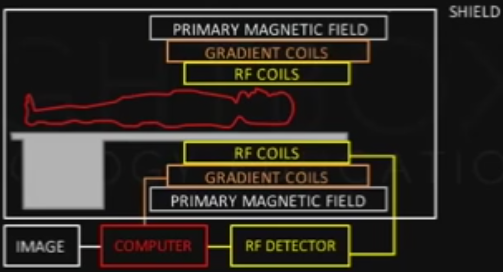 SHIELD
PRIMARY MAGNETIC FIELD
GRADIENT COILS
RF COILS
RF COILS
GRADIENT COILS
PRIMARY MAGNETIC FIELD
IMAGE
COMPUTER
RF DETECTOR